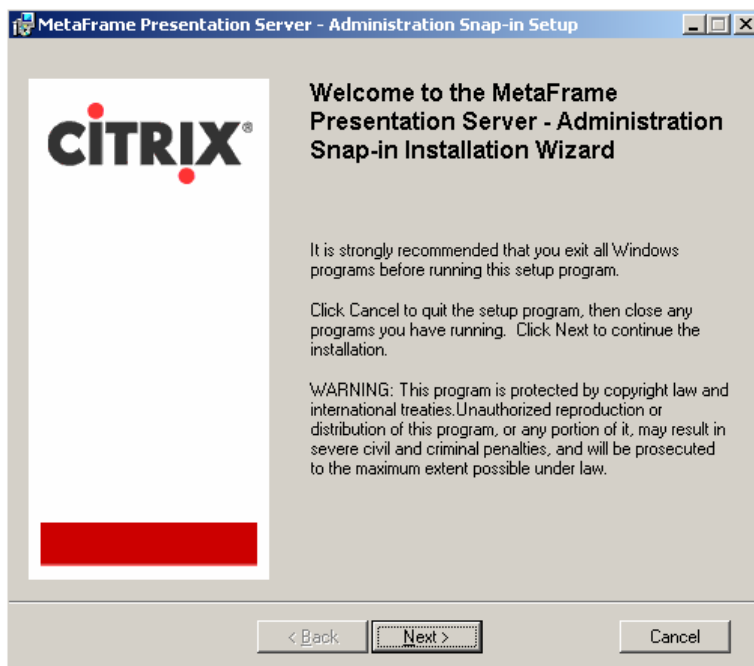 MetaFrame Presentation Server - Administration Snap-in Setup
CITRIX®
Welcome to the MetaFrame
Presentation Server - Administration
Snap-in Installation Wizard
It is strongly recommended that you exit all Windows
programs before running this setup program.
Click Cancel to quit the setup program, then close any
programs you have running.  Click Next to continue the
installation.
WARNING: This program is protected by copyright law and
international treaties.Unauthorized reproduction or
distribution of this program, or any portion of it, may result in
severe civil and criminal penalties, and will be prosecuted
to the maximum extent possible under law.
< Back
Next >
Cancel